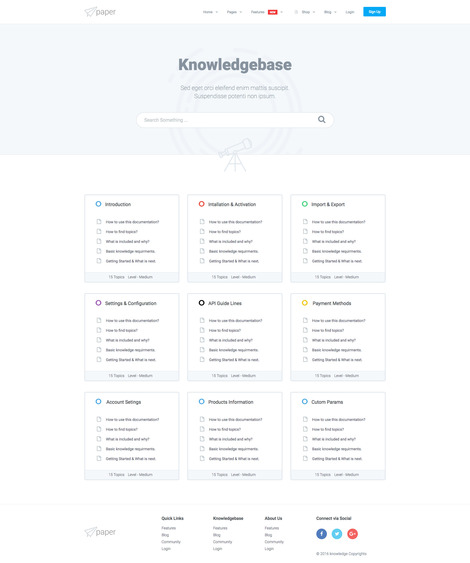 paper
Home Pages Features NEW Shop Blog Login Sign Up
Knowledgebase
Sed eget orci eleifend enim mattis suscipit
Suspendisse potenti non ipsum.
Search Something...
Introduction
How to use this documentation?
How to find topics?
What is included and why?
Basic knowledge requirments.
Getting Started & What is next.
15 Topics Level - Medium
Intallation & Activation
How to use this documentation?
How to find topics?
What is included and why?
Basic knowledge requirments.
Getting Started & What is next.
15 Topics Level - Medium
Import & Export
How to use this documentation?
How to find topics?
What is included and why?
Basic knowledge requirments.
Getting Started & What is next.
15 Topics Level - Medium
Settings & Configuration
How to use this documentation?
How to find topics?
What is included and why?
Basic knowledge requirments.
Getting Started & What is next.
15 Topics Level - Medium
API Guide Lines
How to use this documentation?
How to find topics?
What is included and why?
Basic knowledge requirments.
Getting Started & What is next.
15 Topics Level - Medium
Payment Methods
How to use this documentation?
How to find topics?
What is included and why?
Basic knowledge requirments.
Getting Started & What is next.
15 Topics Level - Medium
Account Setings
How to use this documentation?
How to find topics?
What is included and why?
Basic knowledge requirments.
Getting Started & What is next.
15 Topics Level - Medium
Products Information
How to use this documentation?
How to find topics?
What is included and why?
Basic knowledge requirments.
Getting Started & What is next.
15 Topics Level - Medium
Cutom Params
How to use this documentation?
How to find topics?
What is included and why?
Basic knowledge requirments.
Getting Started & What is next.
15 Topics Level - Medium
paper
Quick Links
Features
Blog
Community
Login
Knowledgebase
Features
Blog
Community
Login
About Us
Features
Blog
Community
Login
Connect via Social
© 2016 knowledge Copyrights